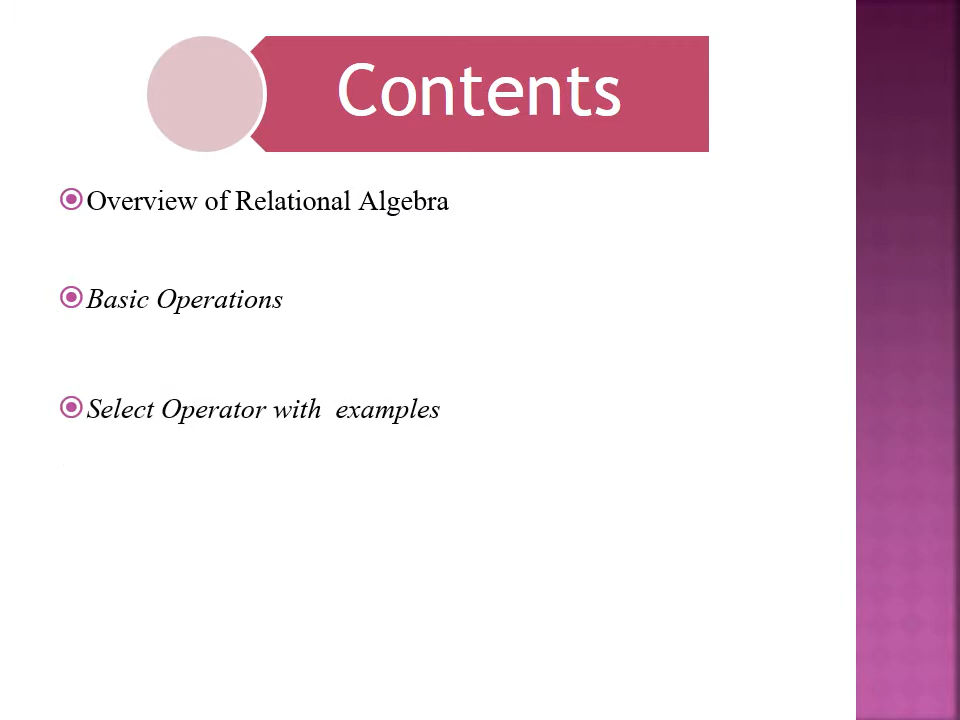 Contents
Overview of Relational Algebra
Basic Operations
Select Operator with  examples